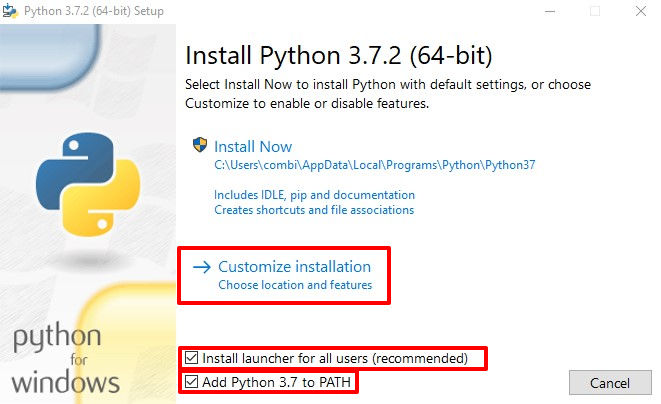 Python 3.7.2 (64-bit) Setup
Install Python 3.7.2 (64-bit)
Select Install Now to install Python with default settings, or choose
Customize to enable or disable features.
Install Now
C:\Users\combi\AppData\Local\Programs\Python\Python37
Includes IDLE, pip and documentation
Creates shortcuts and file associations
Customize installation
Choose location and features
python
for
windows
Install launcher for all users (recommended)
Add Python 3.7 to PATH
Cancel